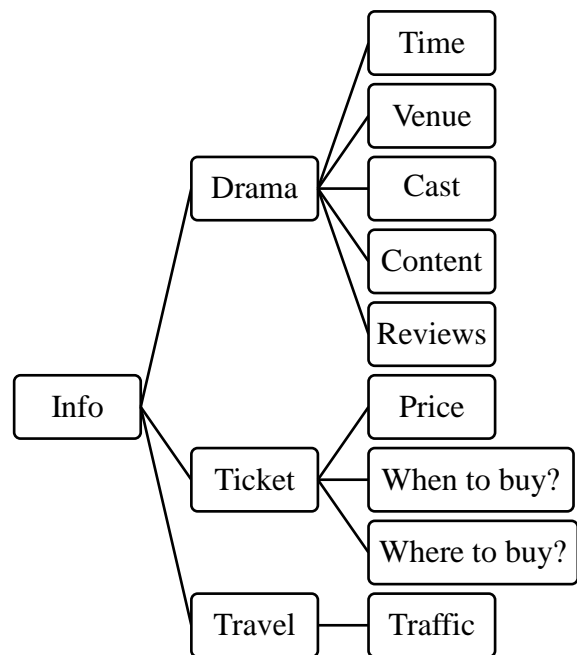 Time
Venue
Drama
Cast
Content
Reviews
Info
Price
Ticket
When to buy?
Where to buy?
Travel
Traffic